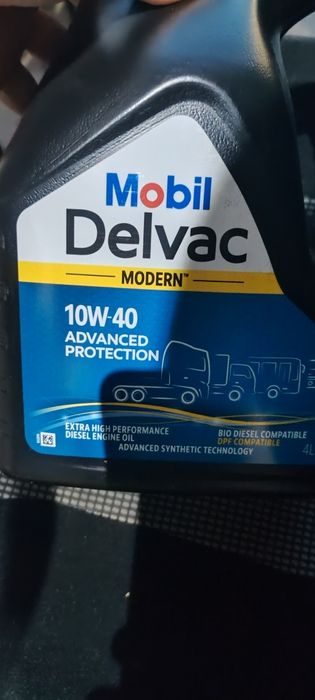 Mobil
Delvac
MODERN™
10W-40
ADVANCED
PROTECTION
EXTRA HIGH PERFORMANCE
DIESEL ENGINE OIL
BIO DIESEL COMPATIBLE
DPF COMPATIBLE
ADVANCED SYNTHETIC TECHNOLOGY
4L